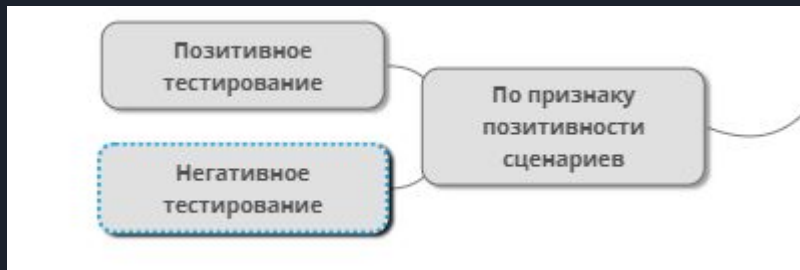 Позитивное
тестирование
По признаку
позитивности
сценариев
Негативное
тестирование